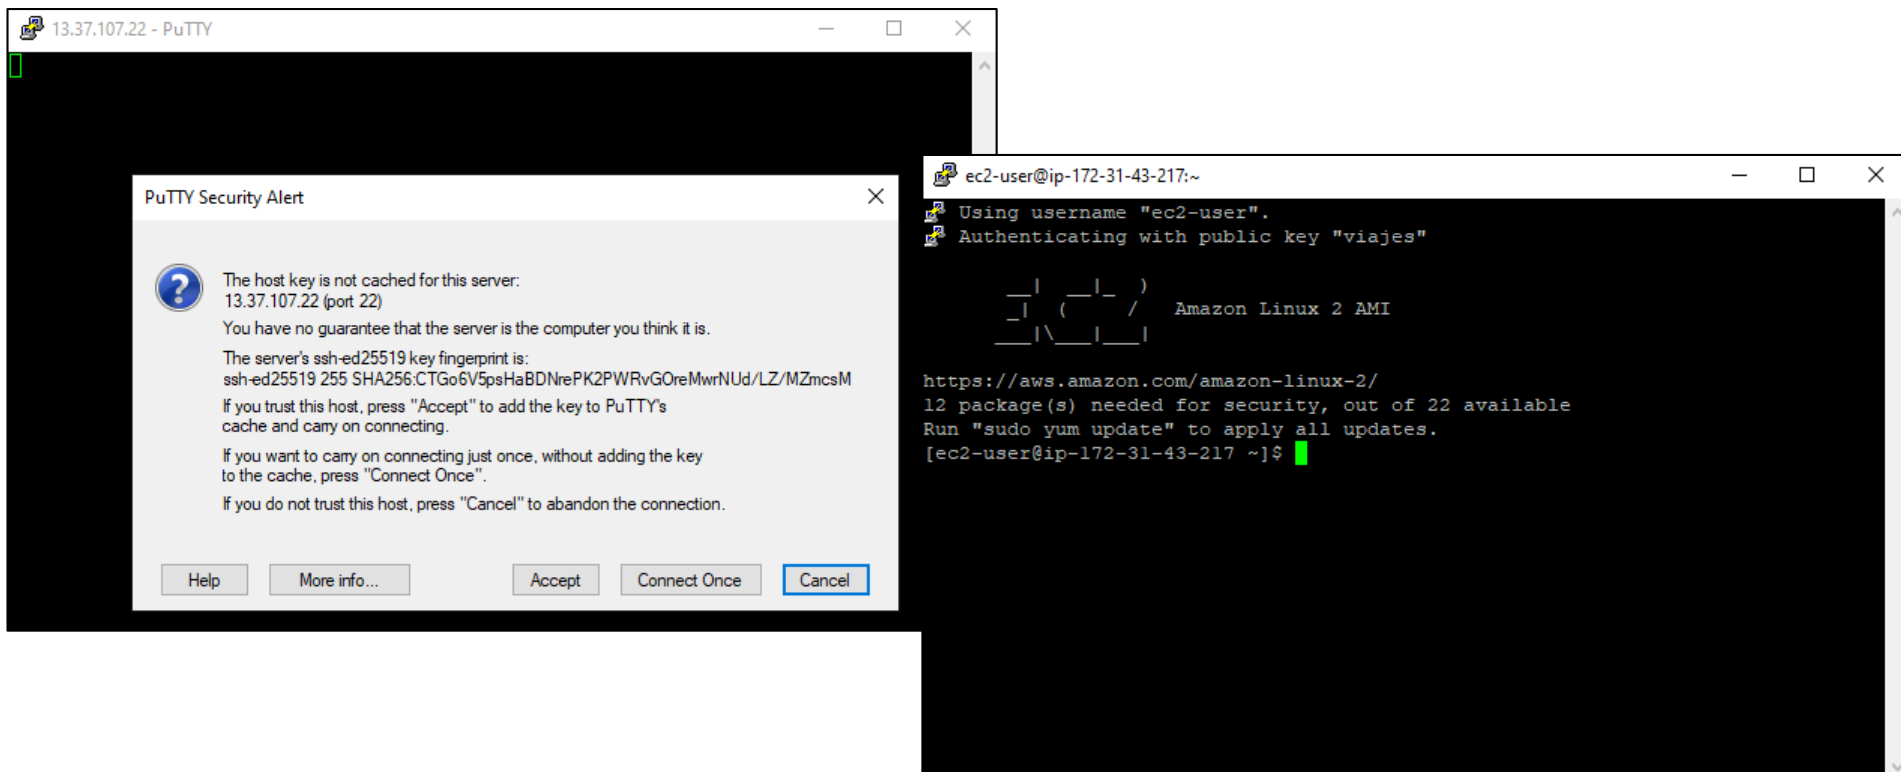 13.37.107.22 - PuTTY
PuTTY Security Alert
The host key is not cached for this server:
13.37.107.22 (port 22)
You have no guarantee that the server is the computer you think it is.
The server's ssh-ed25519 key fingerprint is:
ssh-ed25519 255 SHA256:CTGo6V5psHaBDNrePK2PWRvGOreMwrNUd/LZ/MZmcsM
If you trust this host, press "Accept" to add the key to PuTTY's
cache and carry on connecting.
If you want to carry on connecting just once, without adding the key
to the cache, press "Connect Once".
If you do not trust this host, press "Cancel" to abandon the connection.
Help More info... Accept Connect Once Cancel
ec2-user@ip-172-31-43-217:~
Using username "ec2-user".
Authenticating with public key "viajes"
__|  __|_  )
_|  (     /   Amazon Linux 2 AMI
___|\___|___|
https://aws.amazon.com/amazon-linux-2/
12 package(s) needed for security, out of 22 available
Run "sudo yum update" to apply all updates.
[ec2-user@ip-172-31-43-217 ~]$